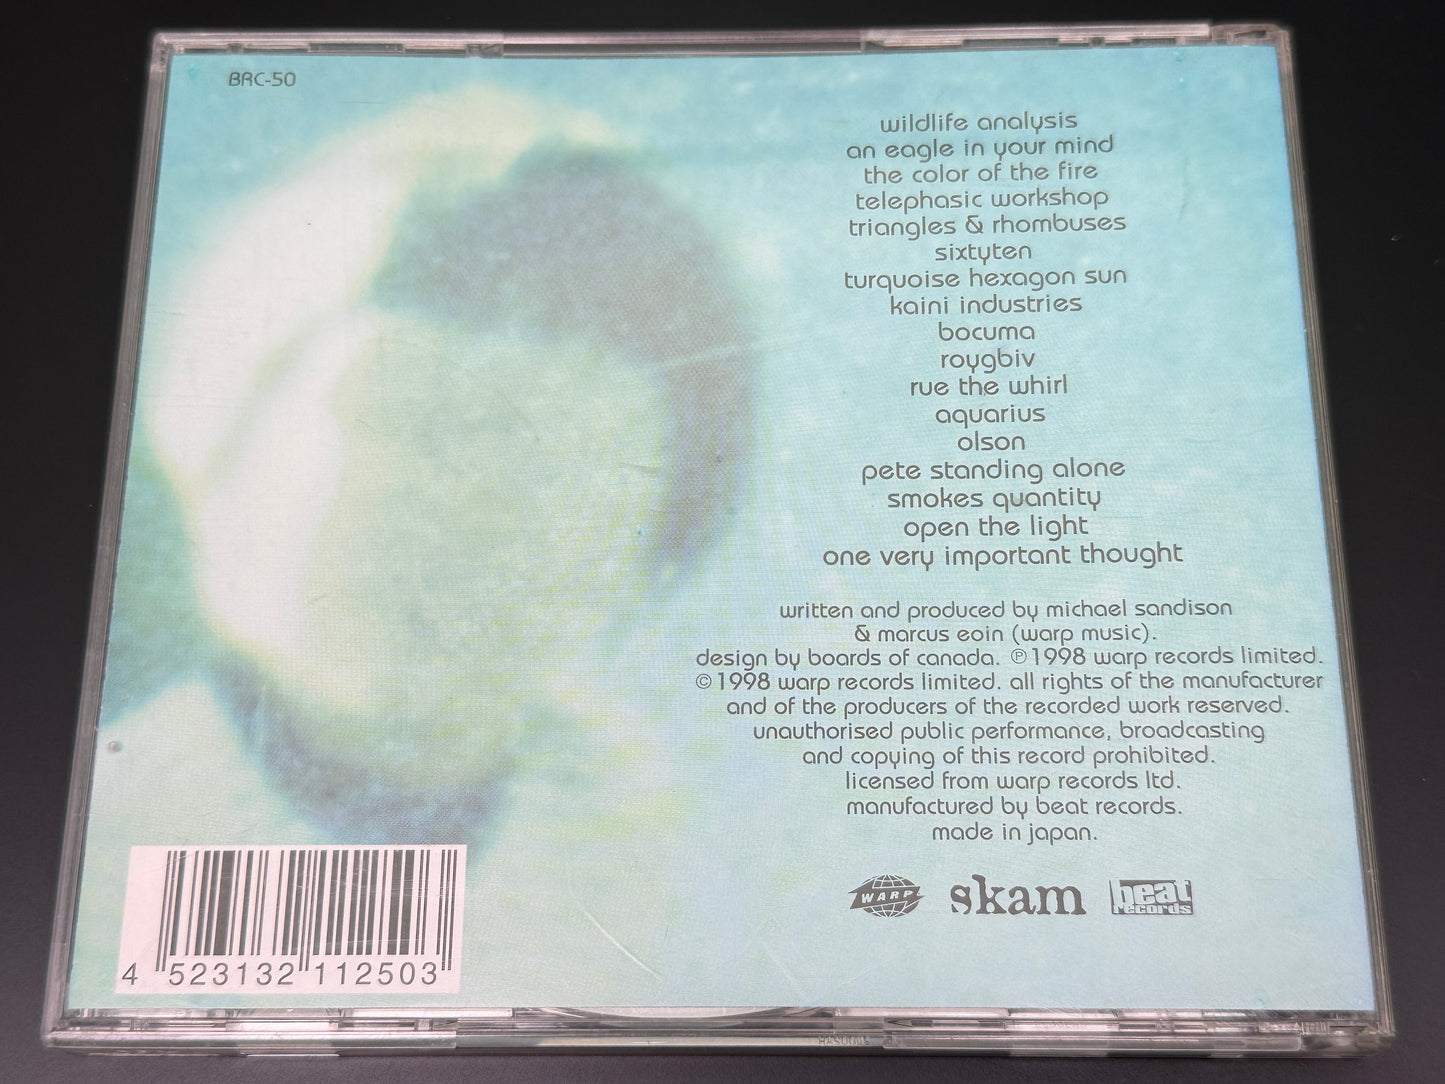 BRC-50
wildlife analysis
an eagle in your mind
the color of the fire
telephasic workshop
triangles & rhombuses
sixtyten
turquoise hexagon sun
kaini industries
bocuma
roygbiv
rue the whirl
aquarius
olson
pete standing alone
smokes quantity
open the light
one very important thought
written and produced by michael sandison
& marcus eoin (warp music).
design by boards of canada. ℗ 1998 warp records limited.
© 1998 warp records limited. all rights of the manufacturer
and of the producers of the recorded work reserved.
unauthorised public performance, broadcasting
and copying of this record prohibited.
licensed from warp records ltd.
manufactured by beat records.
made in japan.
WARP skam beat records
4 523132 112503